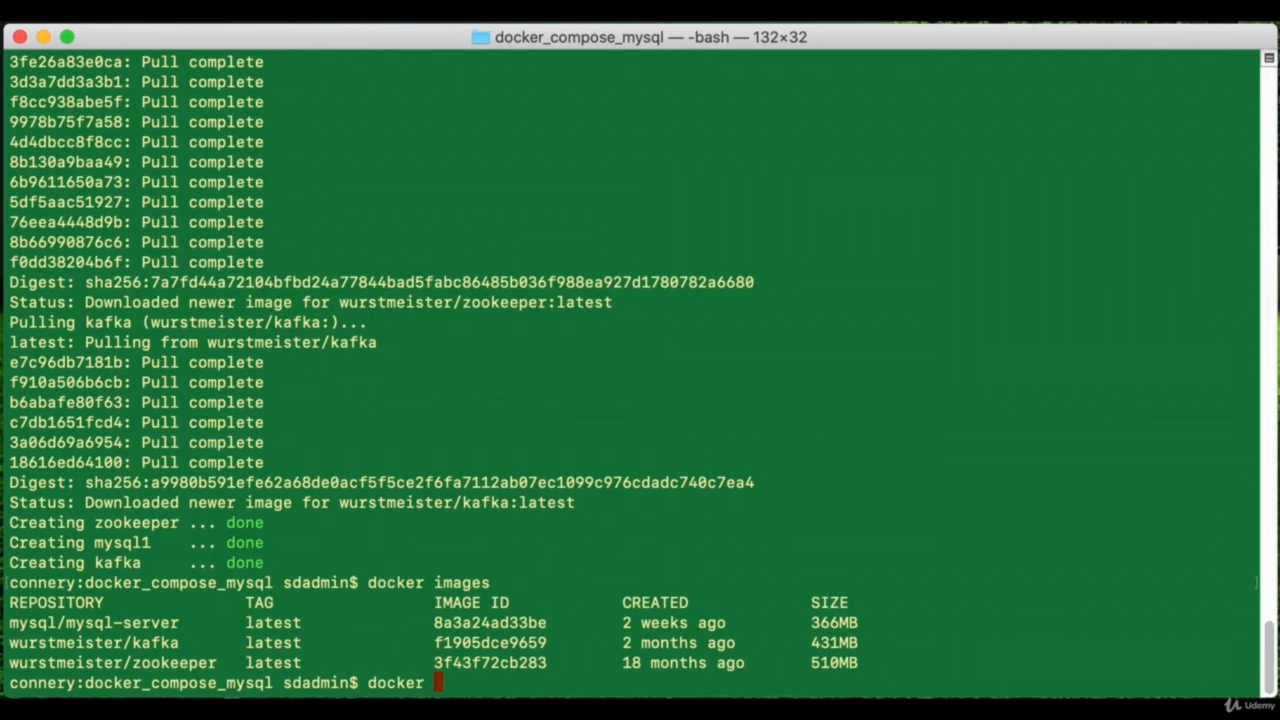 docker_compose_mysql — -bash — 132×32
3fe26a83e0ca: Pull complete
3d3a7dd3a3b1: Pull complete
f8cc938abe5f: Pull complete
9978b75f7a58: Pull complete
4d4dbcc8f8cc: Pull complete
8b130a9baa49: Pull complete
6b9611650a73: Pull complete
5df5aac51927: Pull complete
76eea4448d9b: Pull complete
8b66990876c6: Pull complete
f0dd38204b6f: Pull complete
Digest: sha256:7a7fd44a72104bfbd24a77844bad5fabc86485b036f988ea927d1780782a6680
Status: Downloaded newer image for wurstmeister/zookeeper:latest
Pulling kafka (wurstmeister/kafka:)...
latest: Pulling from wurstmeister/kafka
e7c96db7181b: Pull complete
f910a506b6cb: Pull complete
b6abafe80f63: Pull complete
c7db1651fcd4: Pull complete
3a06d69a6954: Pull complete
18616ed64100: Pull complete
Digest: sha256:a9980b591efe62a68de0acf5f5ce2f6fa7112ab07ec1099c976cdadc740c7ea4
Status: Downloaded newer image for wurstmeister/kafka:latest
Creating zookeeper ... done
Creating mysql1 ... done
Creating kafka ... done
connery:docker_compose_mysql sdadmin$ docker images
REPOSITORY TAG IMAGE ID CREATED SIZE
mysql/mysql-server latest 8a3a24ad33be 2 weeks ago 366MB
wurstmeister/kafka latest f1905dce9659 2 months ago 431MB
wurstmeister/zookeeper latest 3f43f72cb283 18 months ago 510MB
connery:docker_compose_mysql sdadmin$ docker
Udemy